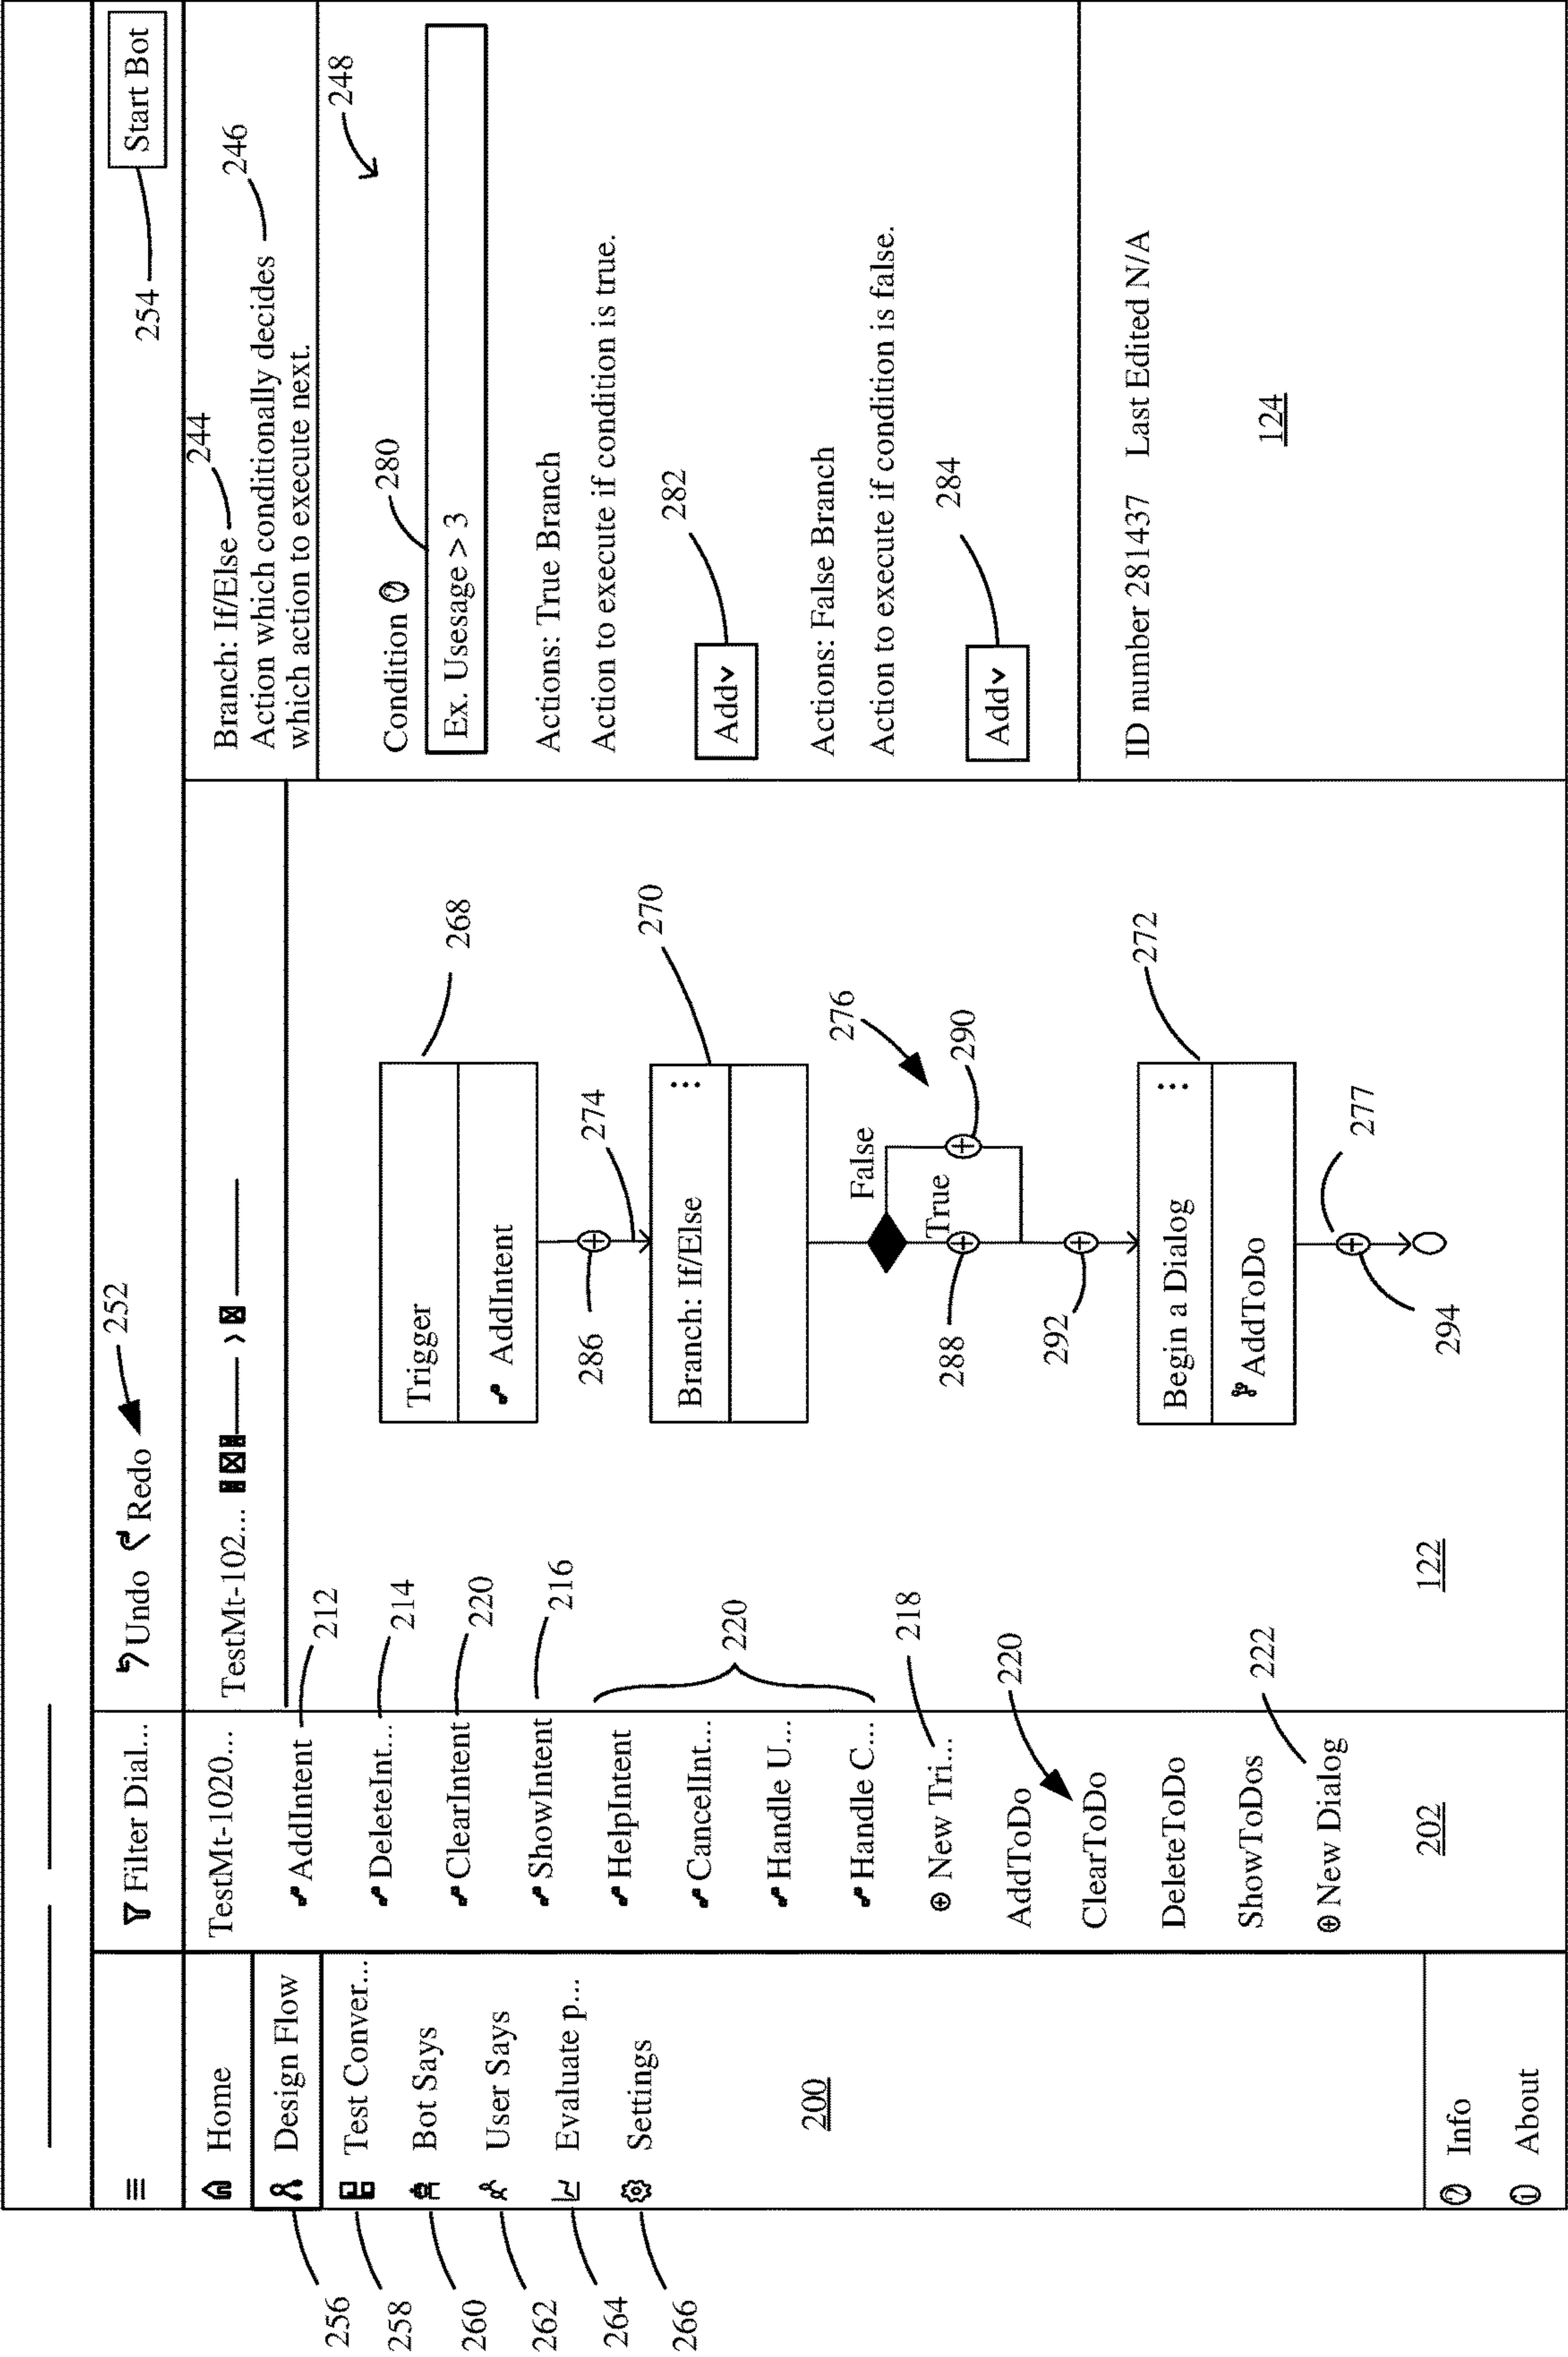 Undo Redo
252
254
Start Bot
Filter Dial...
Home
Design Flow
Test Conver...
Bot Says
User Says
Evaluate p...
Settings
200
Info
About
256
258
260
262
264
266
TestMt-1020...
AddIntent
212
DeleteInt...
214
ClearIntent
220
ShowIntent
216
HelpIntent
CancelInt...
Handle U...
Handle C...
220
New Tri...
218
AddToDo
220
ClearToDo
DeleteToDo
ShowToDos
222
New Dialog
202
TestMt-102...
Trigger
268
AddIntent
286
274
270
Branch: If/Else
276
False
True
288
290
292
272
Begin a Dialog
AddToDo
277
294
122
244
Branch: If/Else
Action which conditionally decides
which action to execute next.
246
248
Condition
280
Ex. Usesage > 3
Actions: True Branch
Action to execute if condition is true.
282
Add
Actions: False Branch
Action to execute if condition is false.
284
Add
ID number 281437 Last Edited N/A
124